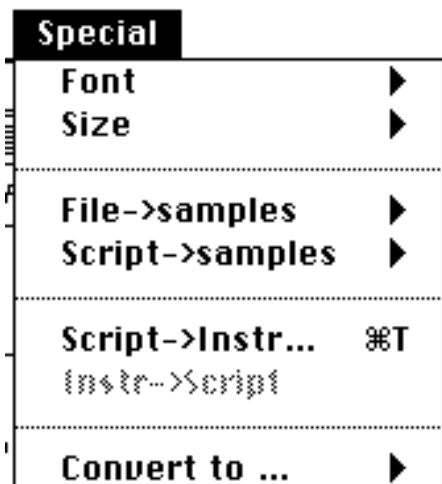 Special
Font
Size
File->samples
Script->samples
Script->Instr... ⌘T
Instr->Script
Convert to ...